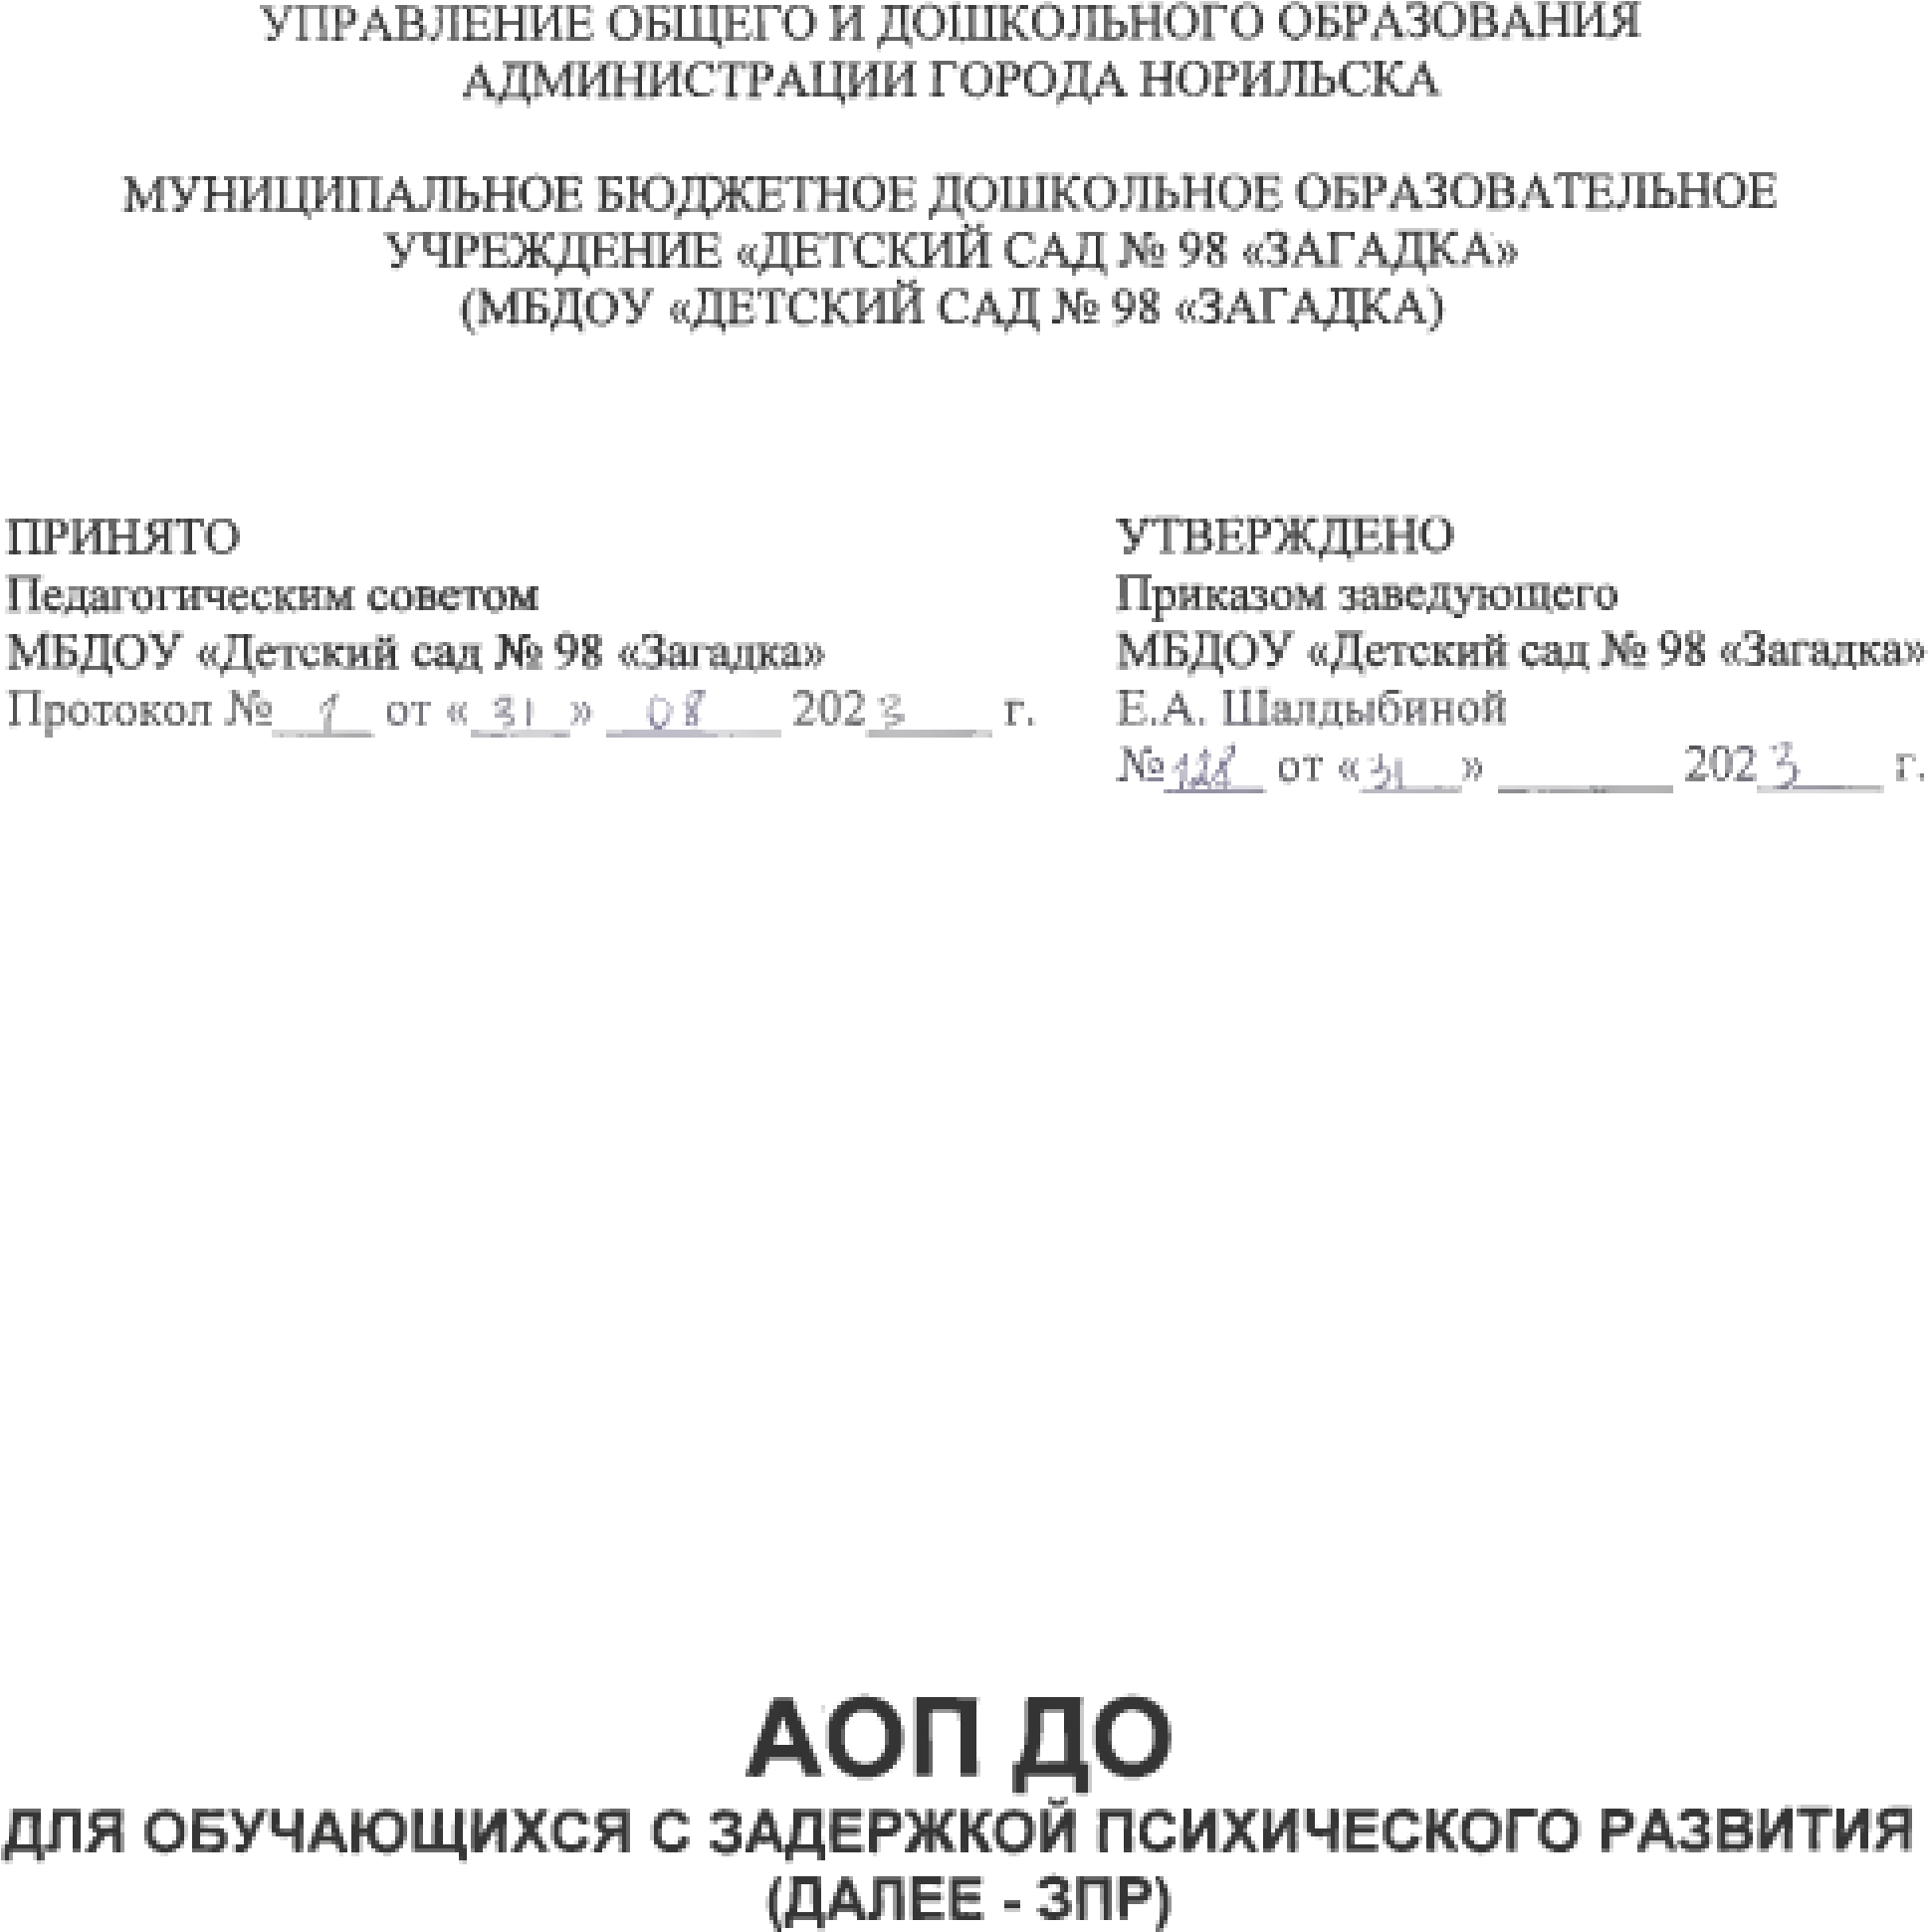 УПРАВЛЕНИЕ ОБЩЕГО И ДОШКОЛЬНОГО ОБРАЗОВАНИЯ
АДМИНИСТРАЦИИ ГОРОДА НОРИЛЬСКА
МУНИЦИПАЛЬНОЕ БЮДЖЕТНОЕ ДОШКОЛЬНОЕ ОБРАЗОВАТЕЛЬНОЕ
УЧРЕЖДЕНИЕ «ДЕТСКИЙ САД № 98 «ЗАГАДКА»
(МБДОУ «ДЕТСКИЙ САД № 98 «ЗАГАДКА)
ПРИНЯТО
Педагогическим советом
МБДОУ «Детский сад № 98 «Загадка»
Протокол № 1 от « 31 » 08 2023 г.
УТВЕРЖДЕНО
Приказом заведующего
МБДОУ «Детский сад № 98 «Загадка»
Е.А. Шалдыбиной
№ 128 от « 31 » ______ 2023 г.
АОП ДО
ДЛЯ ОБУЧАЮЩИХСЯ С ЗАДЕРЖКОЙ ПСИХИЧЕСКОГО РАЗВИТИЯ
(ДАЛЕЕ - ЗПР)